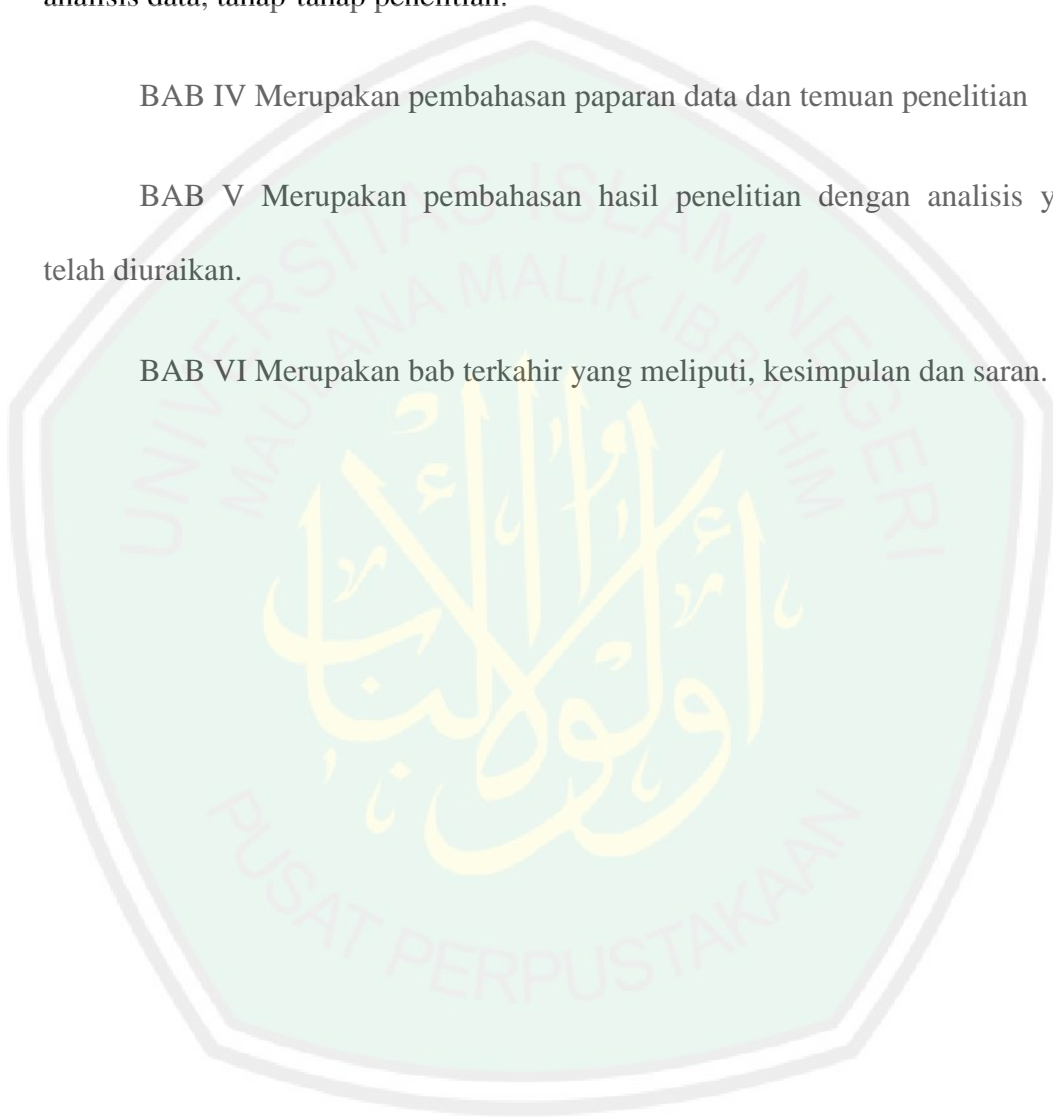 analisis data, tahap-tahap penelitian.
BAB IV Merupakan pembahasan paparan data dan temuan penelitian
BAB V Merupakan pembahasan hasil penelitian dengan analisis
telah diuraikan.
BAB VI Merupakan bab terkahir yang meliputi, kesimpulan dan saran.
UNIVERSITAS ISLAM NEGERI
MAULANA MALIK IBRAHIM
أولوا الألباب
PUSAT PERPUSTAKAAN